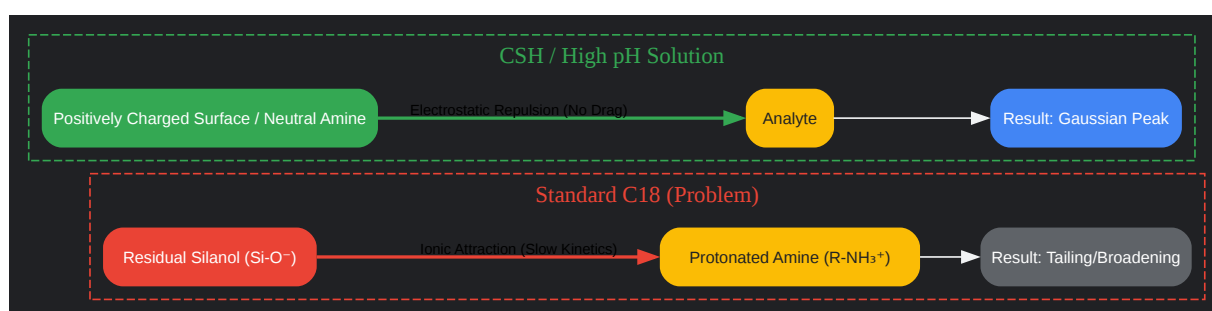 CSH / High pH Solution
Positively Charged Surface / Neutral Amine
Electrostatic Repulsion (No Drag)
Analyte
Result: Gaussian Peak
Standard C18 (Problem)
Residual Silanol (Si-O⁻)
Ionic Attraction (Slow Kinetics)
Protonated Amine (R-NH₃⁺)
Result: Tailing/Broadening